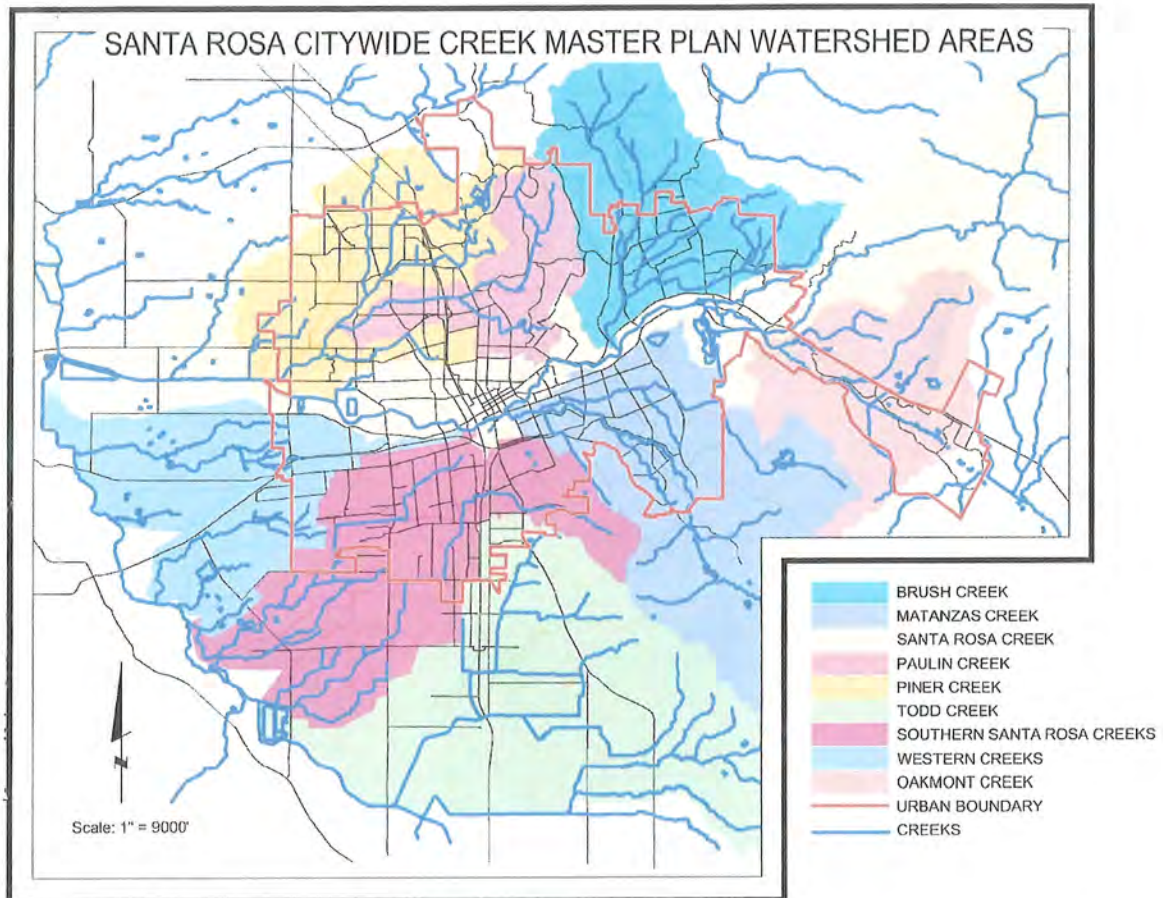 SANTA ROSA CITYWIDE CREEK MASTER PLAN WATERSHED AREAS
BRUSH CREEK
MATANZAS CREEK
SANTA ROSA CREEK
PAULIN CREEK
PINER CREEK
TODD CREEK
SOUTHERN SANTA ROSA CREEKS
WESTERN CREEKS
OAKMONT CREEK
URBAN BOUNDARY
CREEKS
N
Scale: 1" = 9000'